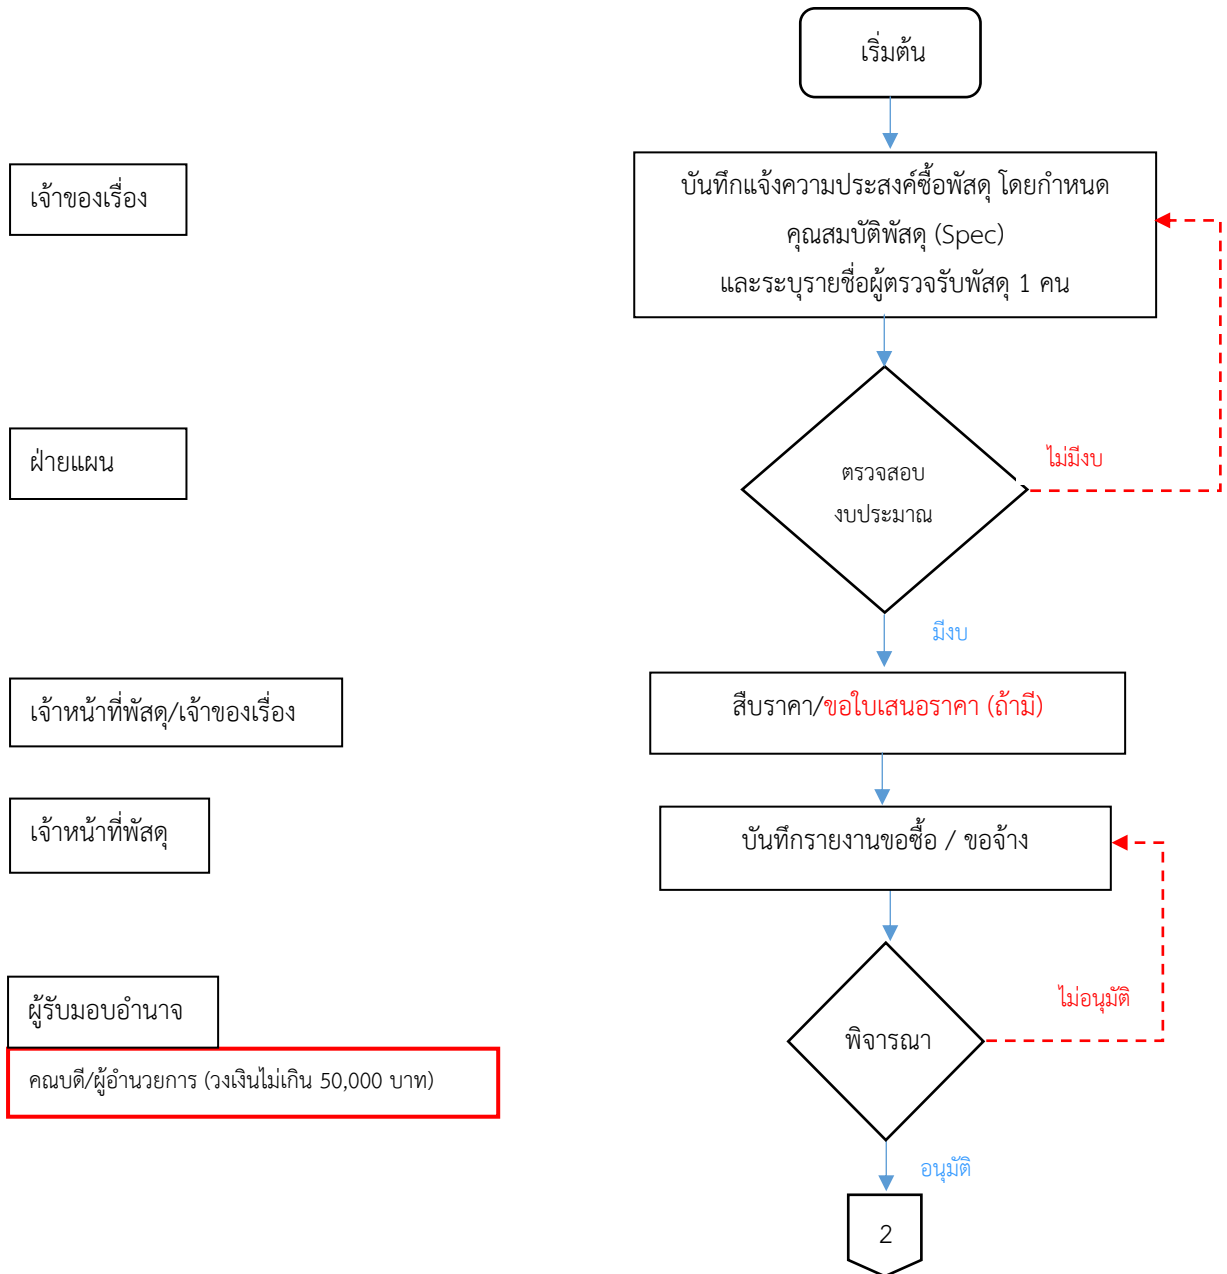 เริ่มต้น
เจ้าของเรื่อง
บันทึกแจ้งความประสงค์ซื้อพัสดุ โดยกำหนด
คุณสมบัติพัสดุ (Spec)
และระบุรายชื่อผู้ตรวจรับพัสดุ 1 คน
ฝ่ายแผน
ตรวจสอบ
งบประมาณ
ไม่มีงบ
มีงบ
เจ้าหน้าที่พัสดุ/เจ้าของเรื่อง
สืบราคา/ขอใบเสนอราคา (ถ้ามี)
เจ้าหน้าที่พัสดุ
บันทึกรายงานขอซื้อ / ขอจ้าง
ผู้รับมอบอำนาจ
คณบดี/ผู้อำนวยการ (วงเงินไม่เกิน 50,000 บาท)
พิจารณา
ไม่อนุมัติ
อนุมัติ
2